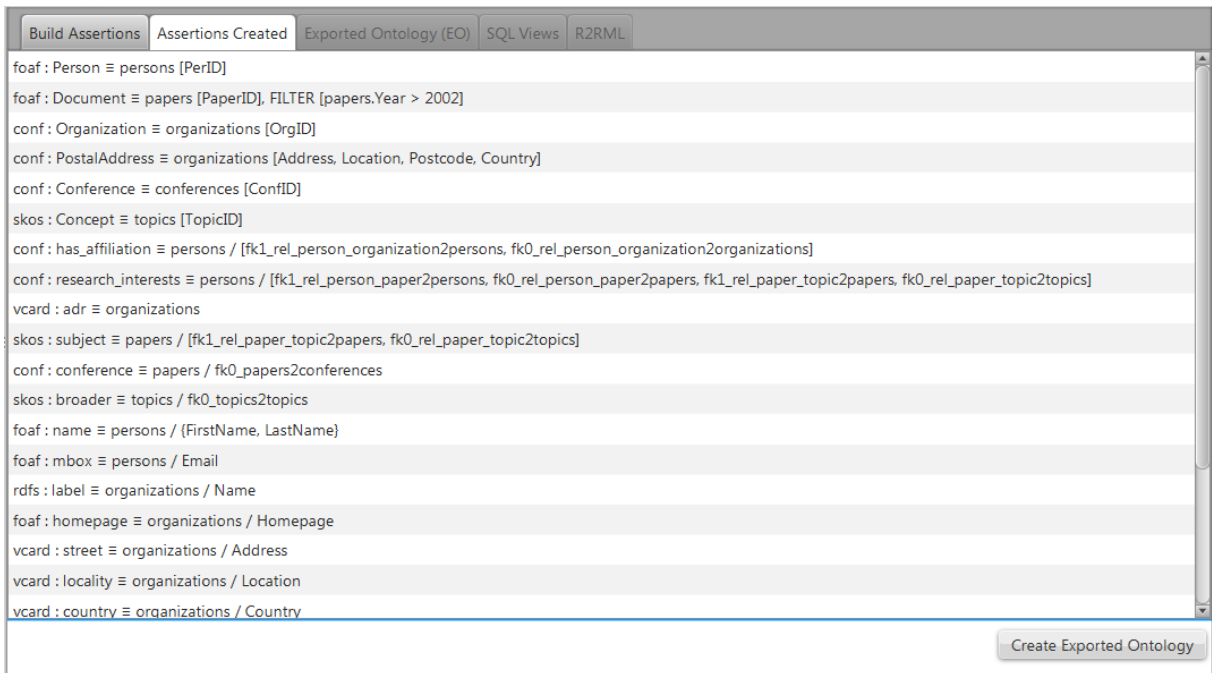 Build Assertions Assertions Created Exported Ontology (EO) SQL Views R2RML
foaf : Person ≡ persons [PerID]
foaf : Document ≡ papers [PaperID], FILTER [papers.Year > 2002]
conf : Organization ≡ organizations [OrgID]
conf : PostalAddress ≡ organizations [Address, Location, Postcode, Country]
conf : Conference ≡ conferences [ConfID]
skos : Concept ≡ topics [TopicID]
conf : has_affiliation ≡ persons / [fk1_rel_person_organization2persons, fk0_rel_person_organization2organizations]
conf : research_interests ≡ persons / [fk1_rel_person_paper2persons, fk0_rel_person_paper2papers, fk1_rel_paper_topic2papers, fk0_rel_paper_topic2topics]
vcard : adr ≡ organizations
skos : subject ≡ papers / [fk1_rel_paper_topic2papers, fk0_rel_paper_topic2topics]
conf : conference ≡ papers / fk0_papers2conferences
skos : broader ≡ topics / fk0_topics2topics
foaf : name ≡ persons / {FirstName, LastName}
foaf : mbox ≡ persons / Email
rdfs : label ≡ organizations / Name
foaf : homepage ≡ organizations / Homepage
vcard : street ≡ organizations / Address
vcard : locality ≡ organizations / Location
vcard : country ≡ organizations / Country
Create Exported Ontology